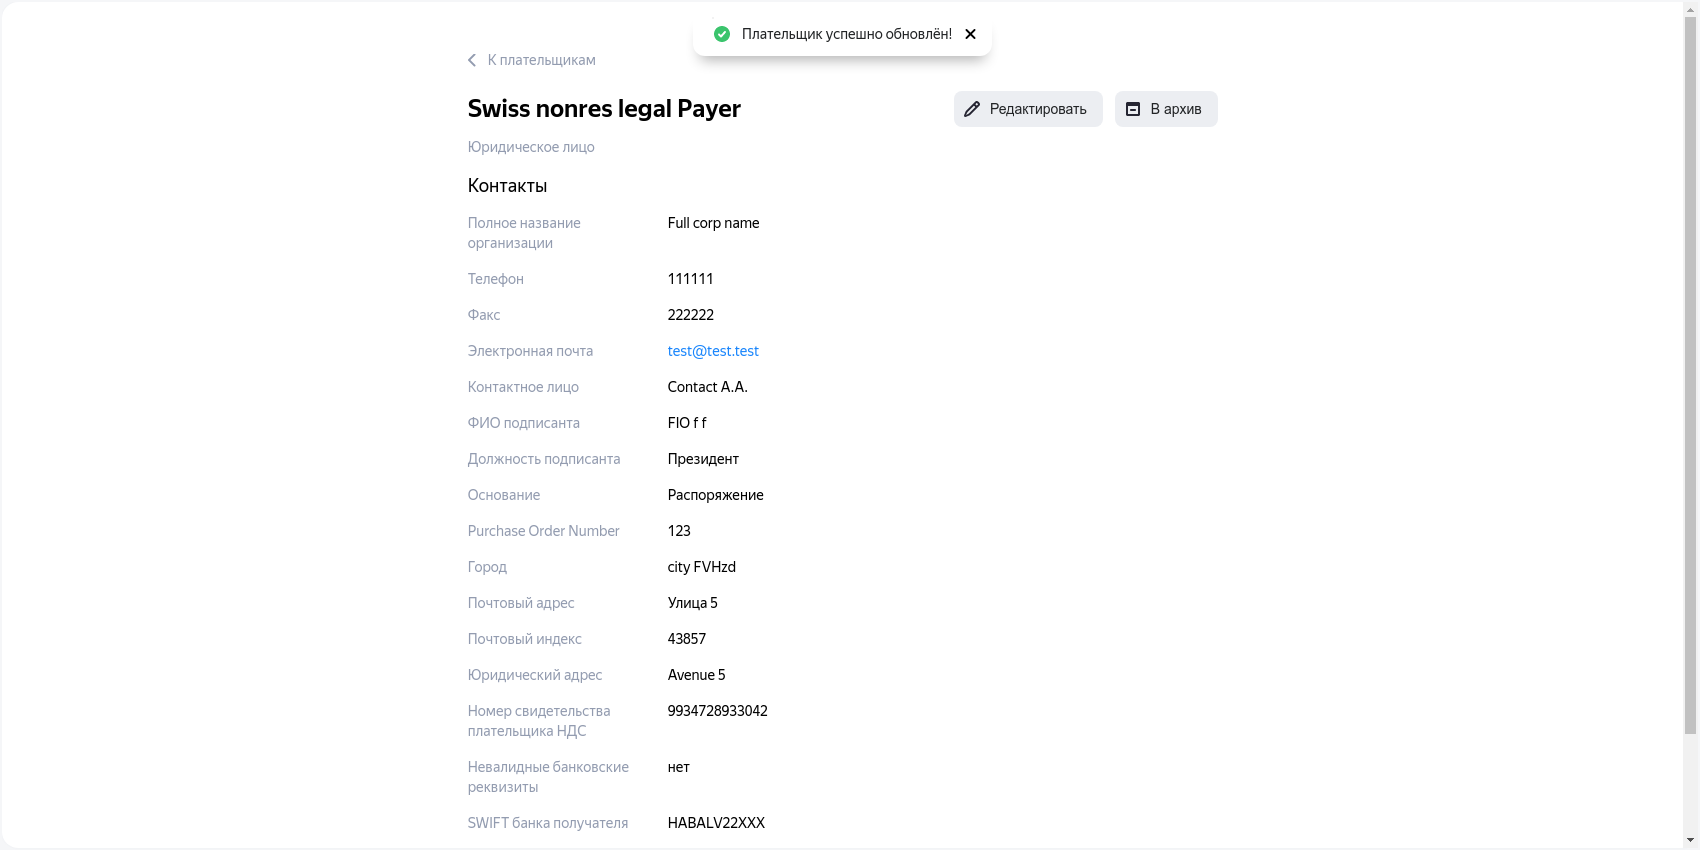 Плательщик успешно обновлён!
К плательщикам
Swiss nonres legal Payer
Редактировать
В архив
Юридическое лицо
Контакты
Полное название
организации
Full corp name
Телефон
111111
Факс
222222
Электронная почта
test@test.test
Контактное лицо
Contact A.A.
ФИО подписанта
FIO f f
Должность подписанта
Президент
Основание
Распоряжение
Purchase Order Number
123
Город
city FVHzd
Почтовый адрес
Улица 5
Почтовый индекс
43857
Юридический адрес
Avenue 5
Номер свидетельства
плательщика НДС
9934728933042
Невалидные банковские
реквизиты
нет
SWIFT банка получателя
HABALV22XXX